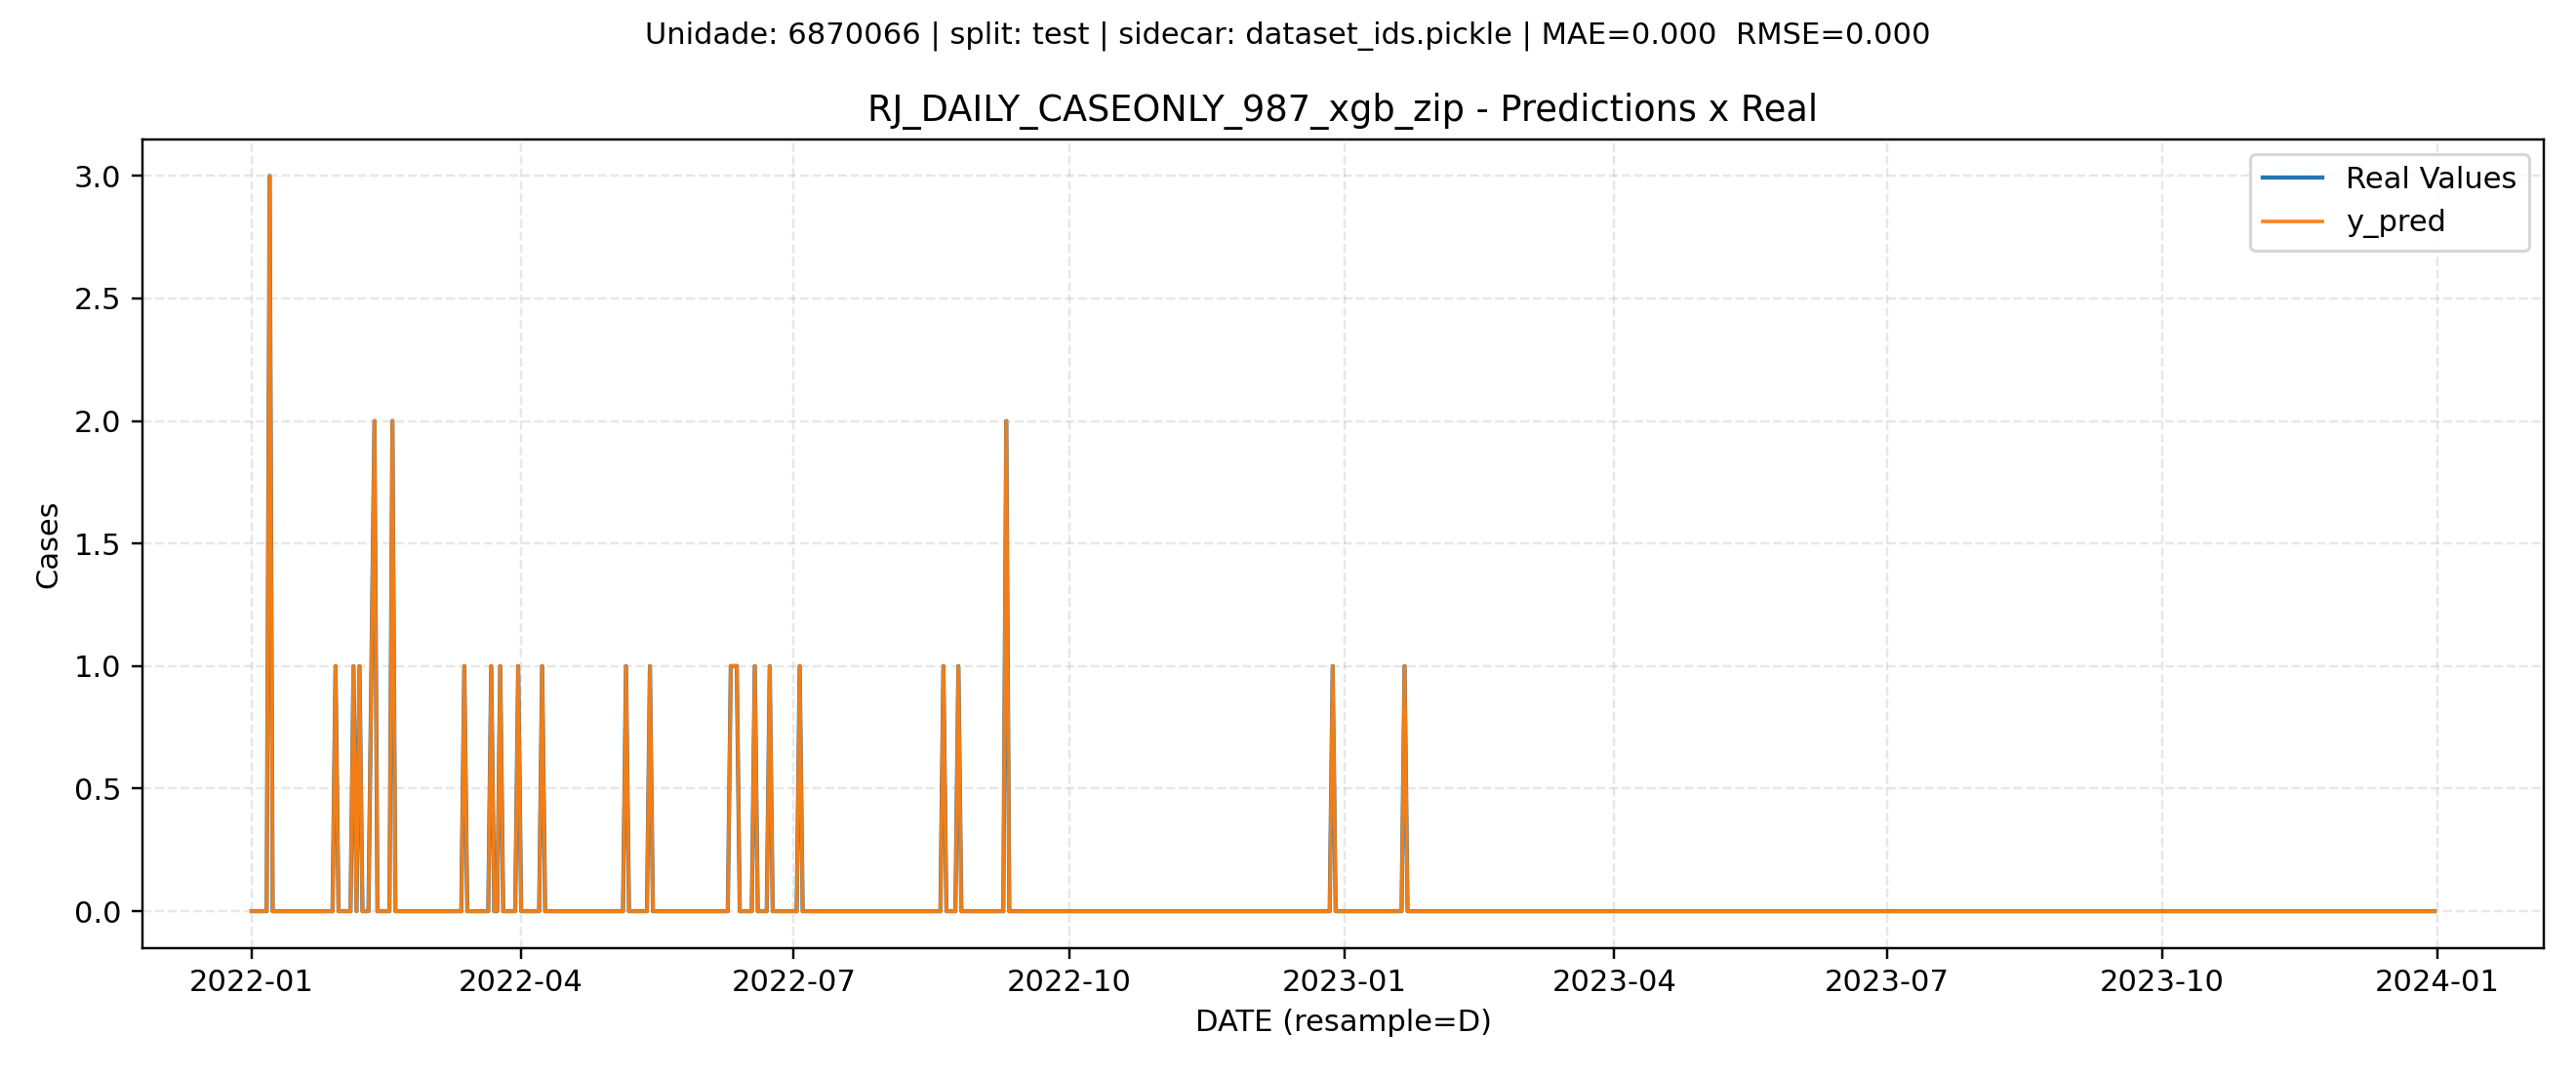 Unidade: 6870066 | split: test | sidecar: dataset_ids.pickle | MAE=0.000  RMSE=0.000
RJ_DAILY_CASEONLY_987_xgb_zip - Predictions x Real
Real Values
y_pred
Cases
3.0
2.5
2.0
1.5
1.0
0.5
0.0
2022-01 2022-04 2022-07 2022-10 2023-01 2023-04 2023-07 2023-10 2024-01
DATE (resample=D)